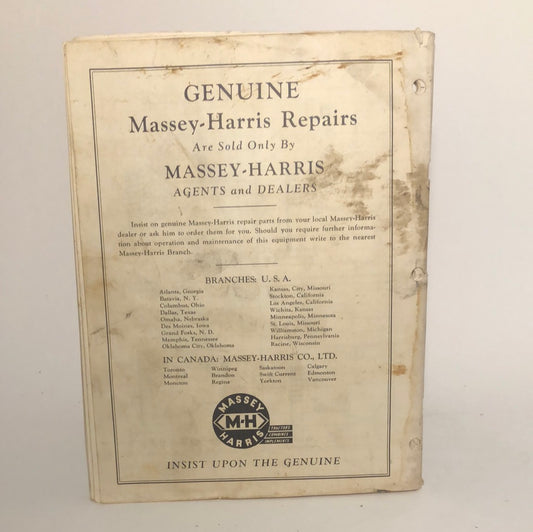 GENUINE
Massey-Harris Repairs
Are Sold Only By
MASSEY-HARRIS
AGENTS and DEALERS
Insist on genuine Massey-Harris repair parts from your local Massey-Harris
dealer or ask him to order them for you. Should you require further informa-
tion about operation and maintenance of this equipment write to the nearest
Massey-Harris Branch.
BRANCHES: U. S. A.
Atlanta, Georgia
Batavia, N. Y.
Columbus, Ohio
Dallas, Texas
Omaha, Nebraska
Des Moines, Iowa
Grand Forks, N. D.
Memphis, Tennessee
Oklahoma City, Oklahoma
Kansas, City, Missouri
Stockton, California
Los Angeles, California
Wichita, Kansas
Minneapolis, Minnesota
St. Louis, Missouri
Williamston, Michigan
Harrisburg, Pennsylvania
Racine, Wisconsin
IN CANADA: MASSEY-HARRIS CO., LTD.
Toronto Winnipeg Saskatoon Calgary
Montreal Brandon Swift Current Edmonton
Moncton Regina Yorkton Vancouver
MASSEY
M-H
HARRIS
TRACTORS
COMBINES
IMPLEMENTS
INSIST UPON THE GENUINE